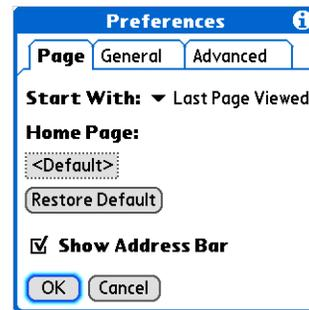 Preferences
Page General Advanced
Start With: Last Page Viewed
Home Page:
<Default>
Restore Default
Show Address Bar
OK Cancel